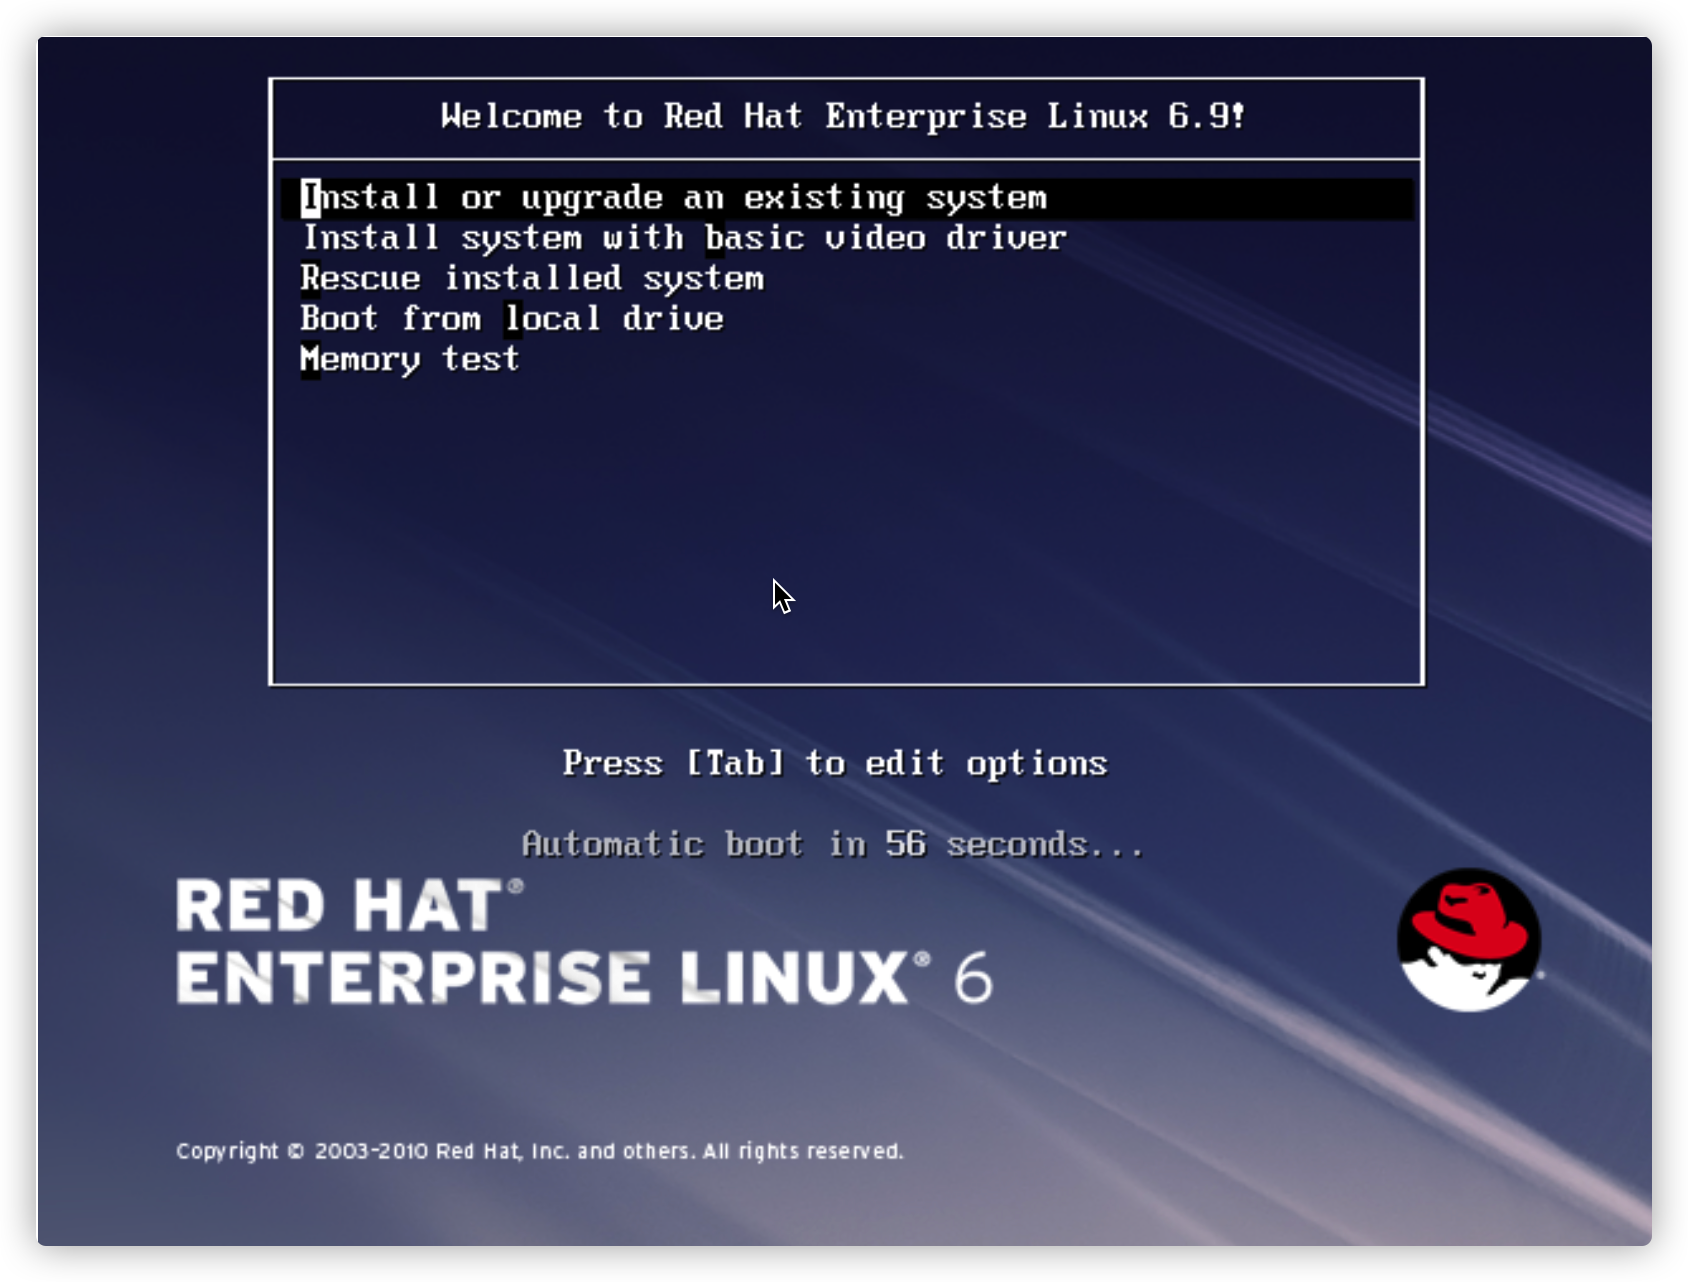 Welcome to Red Hat Enterprise Linux 6.9!
Install or upgrade an existing system
Install system with basic video driver
Rescue installed system
Boot from local drive
Memory test
Press [Tab] to edit options
Automatic boot in 56 seconds...
RED HAT®
ENTERPRISE LINUX® 6
Copyright © 2003-2010 Red Hat, Inc. and others. All rights reserved.